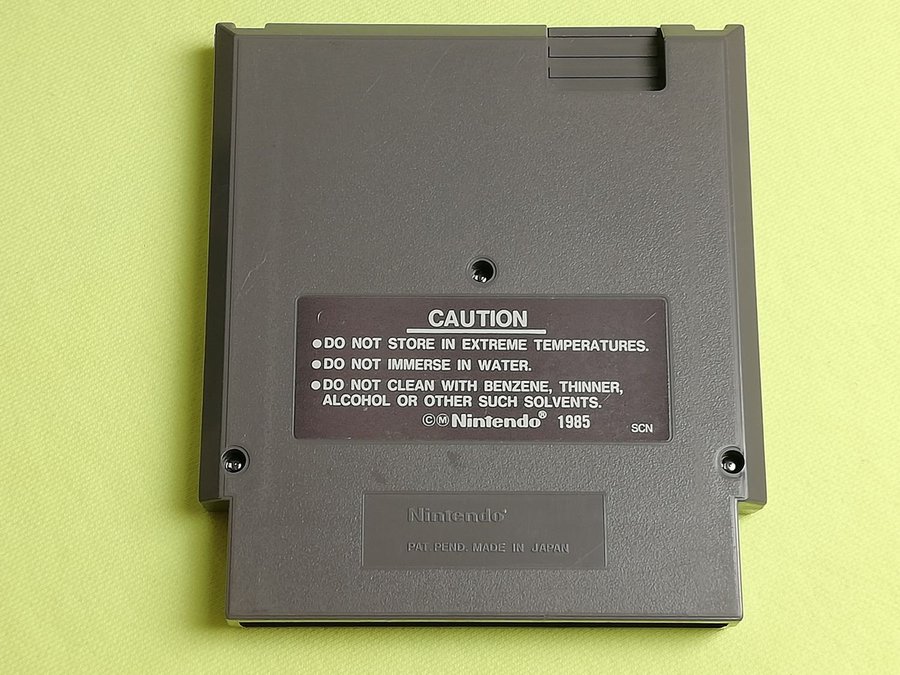 CAUTION
●DO NOT STORE IN EXTREME TEMPERATURES.
●DO NOT IMMERSE IN WATER.
●DO NOT CLEAN WITH BENZENE, THINNER,
ALCOHOL OR OTHER SUCH SOLVENTS.
©Ⓜ Nintendo® 1985
SCN
Nintendo®
PAT. PEND. MADE IN JAPAN